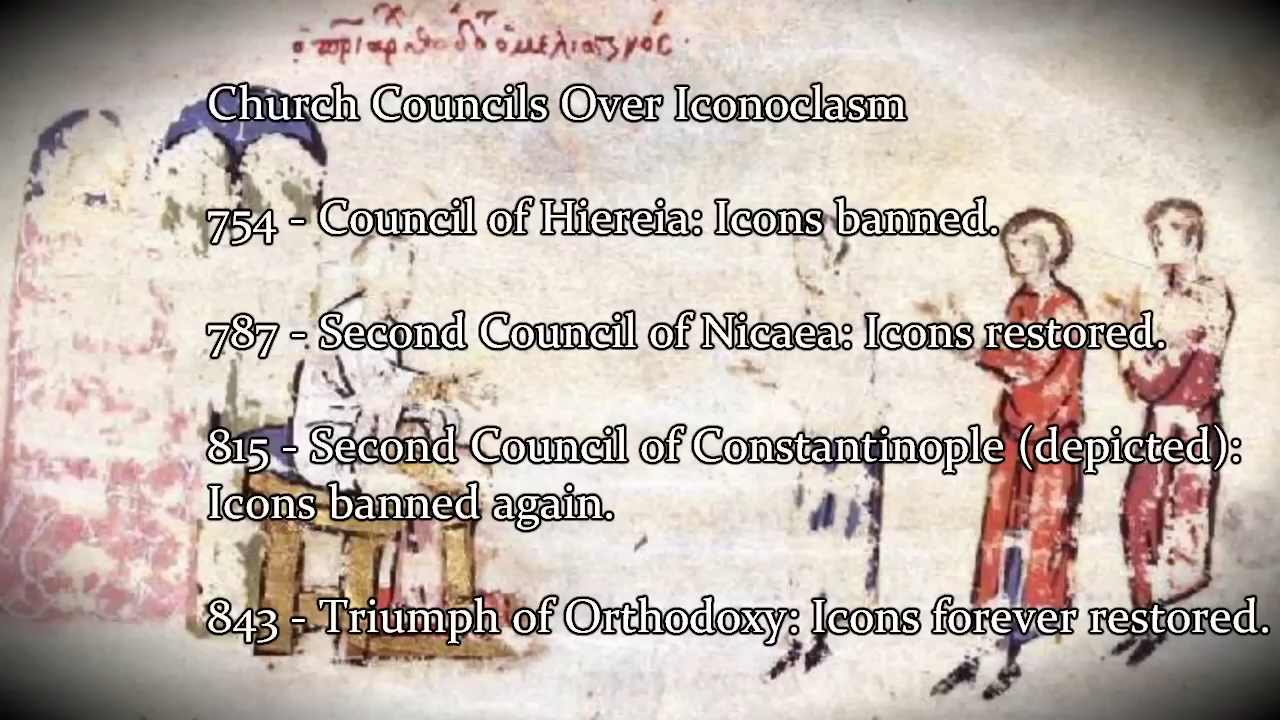 Church Councils Over Iconoclasm
754 - Council of Hiereia: Icons banned.
787 - Second Council of Nicaea: Icons restored.
815 - Second Council of Constantinople (depicted):
Icons banned again.
843 - Triumph of Orthodoxy: Icons forever restored.